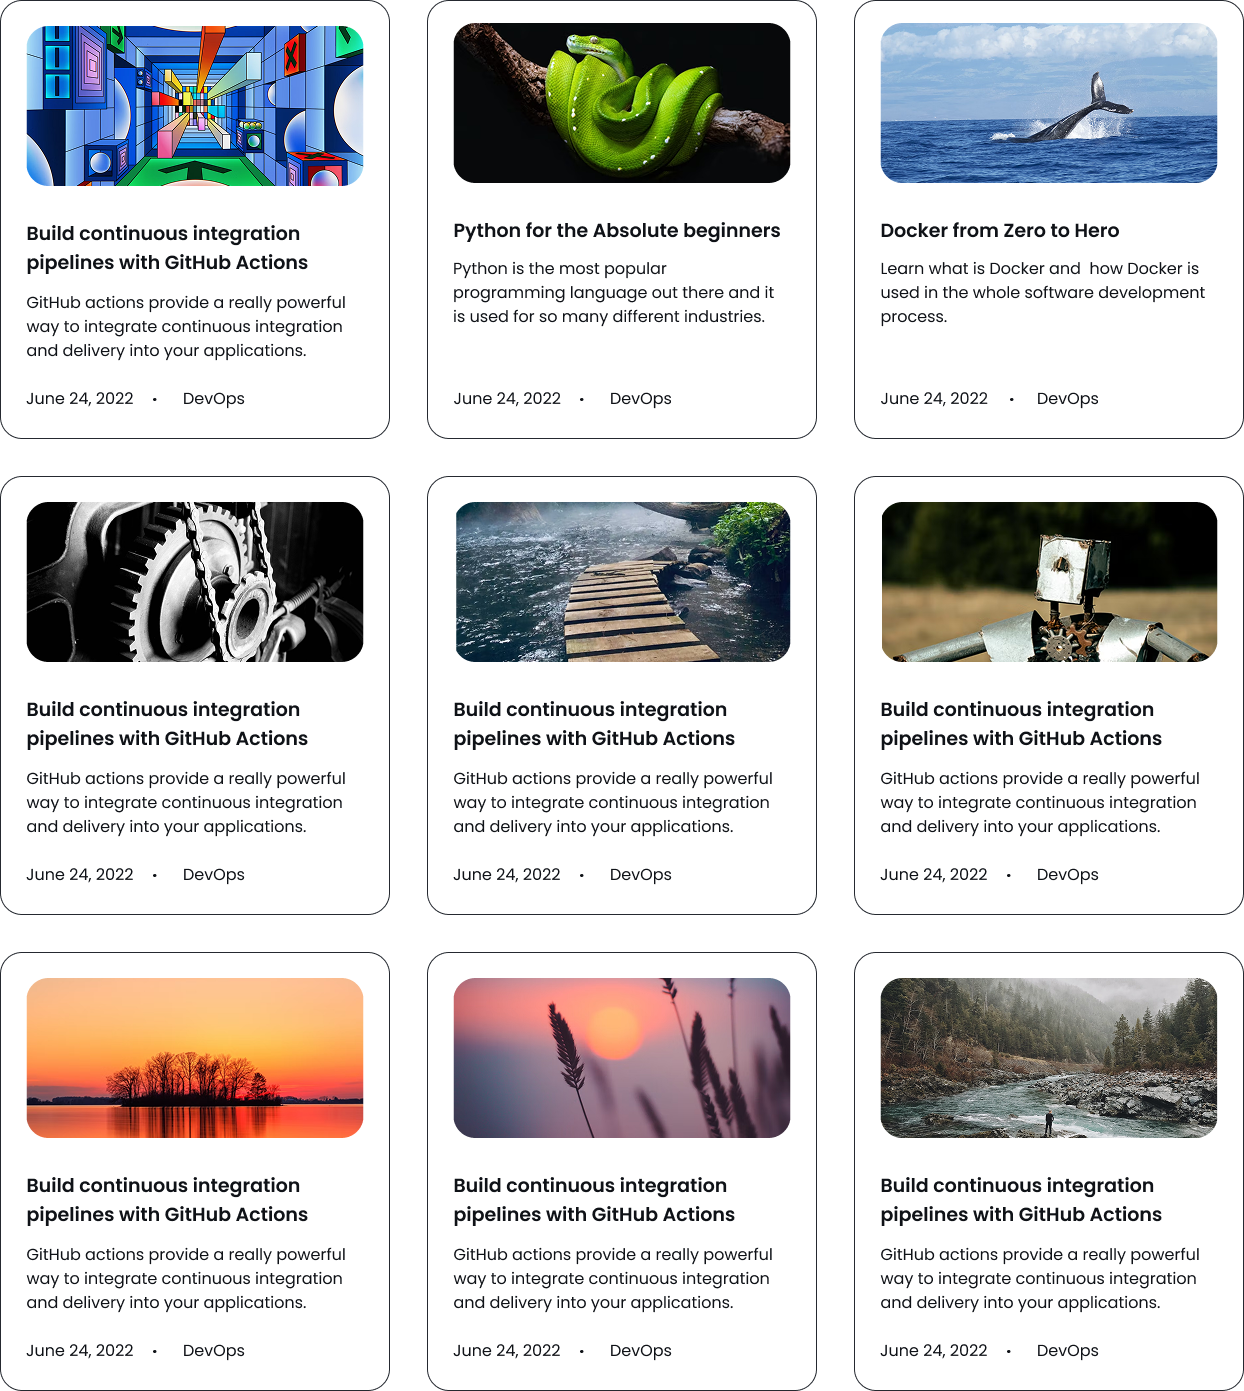 Build continuous integration
pipelines with GitHub Actions
GitHub actions provide a really powerful
way to integrate continuous integration
and delivery into your applications.
June 24, 2022 • DevOps
Python for the Absolute beginners
Python is the most popular
programming language out there and it
is used for so many different industries.
June 24, 2022 • DevOps
Docker from Zero to Hero
Learn what is Docker and  how Docker is
used in the whole software development
process.
June 24, 2022 • DevOps
Build continuous integration
pipelines with GitHub Actions
GitHub actions provide a really powerful
way to integrate continuous integration
and delivery into your applications.
June 24, 2022 • DevOps
Build continuous integration
pipelines with GitHub Actions
GitHub actions provide a really powerful
way to integrate continuous integration
and delivery into your applications.
June 24, 2022 • DevOps
Build continuous integration
pipelines with GitHub Actions
GitHub actions provide a really powerful
way to integrate continuous integration
and delivery into your applications.
June 24, 2022 • DevOps
Build continuous integration
pipelines with GitHub Actions
GitHub actions provide a really powerful
way to integrate continuous integration
and delivery into your applications.
June 24, 2022 • DevOps
Build continuous integration
pipelines with GitHub Actions
GitHub actions provide a really powerful
way to integrate continuous integration
and delivery into your applications.
June 24, 2022 • DevOps
Build continuous integration
pipelines with GitHub Actions
GitHub actions provide a really powerful
way to integrate continuous integration
and delivery into your applications.
June 24, 2022 • DevOps